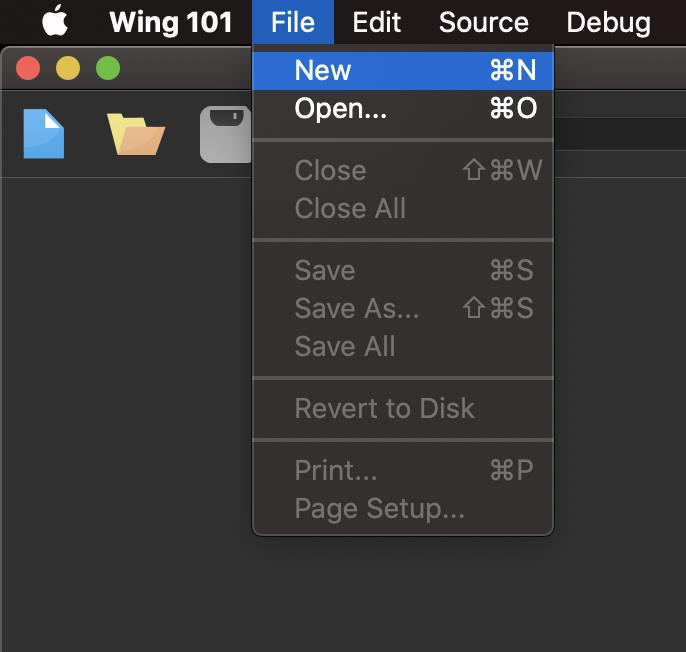 Wing 101 File Edit Source Debug
New ⌘N
Open... ⌘O
Close ⇧⌘W
Close All
Save ⌘S
Save As... ⇧⌘S
Save All
Revert to Disk
Print... ⌘P
Page Setup...